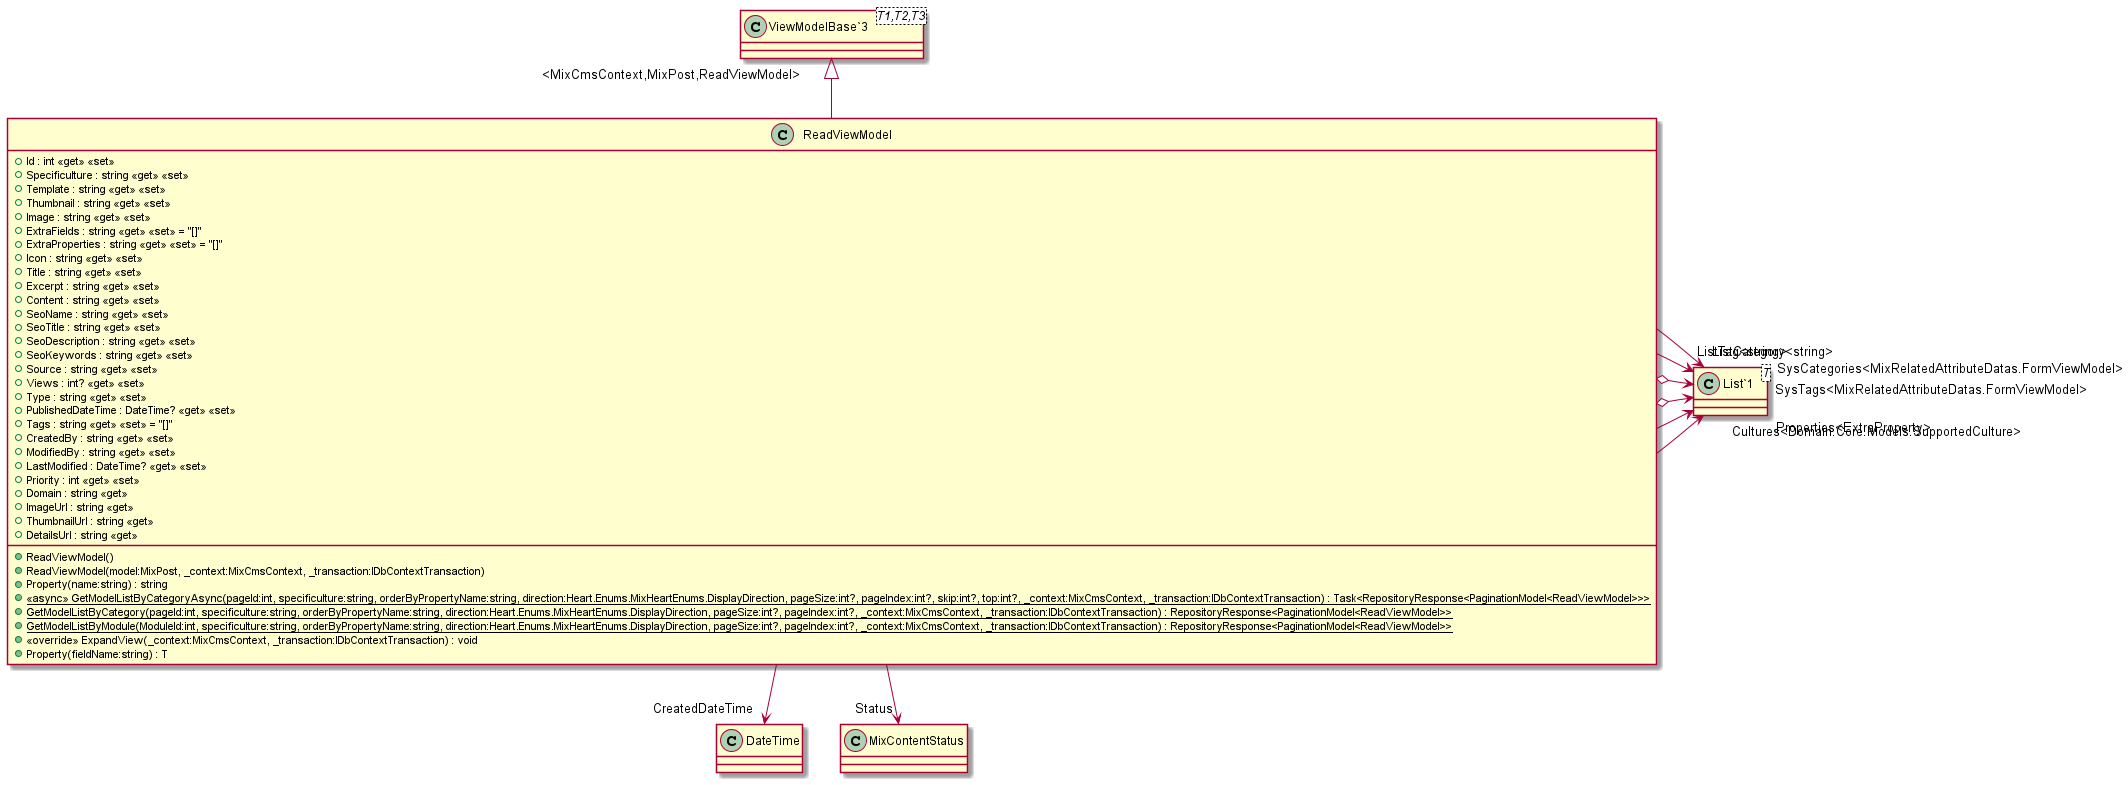 C ViewModelBase`3
T1,T2,T3
<MixCmsContext,MixPost,ReadViewModel>
C ReadViewModel
Id : int «get» «set»
Specificulture : string «get» «set»
Template : string «get» «set»
Thumbnail : string «get» «set»
Image : string «get» «set»
ExtraFields : string «get» «set» = "[]"
ExtraProperties : string «get» «set» = "[]"
Icon : string «get» «set»
Title : string «get» «set»
Excerpt : string «get» «set»
Content : string «get» «set»
SeoName : string «get» «set»
SeoTitle : string «get» «set»
SeoDescription : string «get» «set»
SeoKeywords : string «get» «set»
Source : string «get» «set»
Views : int? «get» «set»
Type : string «get» «set»
PublishedDateTime : DateTime? «get» «set»
Tags : string «get» «set» = "[]"
CreatedBy : string «get» «set»
ModifiedBy : string «get» «set»
LastModified : DateTime? «get» «set»
Priority : int «get» «set»
Domain : string «get»
ImageUrl : string «get»
ThumbnailUrl : string «get»
DetailsUrl : string «get»
ReadViewModel()
ReadViewModel(model:MixPost, _context:MixCmsContext, _transaction:IDbContextTransaction)
Property(name:string) : string
«async» GetModelListByCategoryAsync(pageId:int, specificulture:string, orderByPropertyName:string, direction:Heart.Enums.MixHeartEnums.DisplayDirection, pageSize:int?, pageIndex:int?, skip:int?, top:int?, _context:MixCmsContext, _transaction:IDbContextTransaction) : Task<RepositoryResponse<PaginationModel<ReadViewModel>>>
GetModelListByCategory(pageId:int, specificulture:string, orderByPropertyName:string, direction:Heart.Enums.MixHeartEnums.DisplayDirection, pageSize:int?, pageIndex:int?, _context:MixCmsContext, _transaction:IDbContextTransaction) : RepositoryResponse<PaginationModel<ReadViewModel>>
GetModelListByModule(ModuleId:int, specificulture:string, orderByPropertyName:string, direction:Heart.Enums.MixHeartEnums.DisplayDirection, pageSize:int?, pageIndex:int?, _context:MixCmsContext, _transaction:IDbContextTransaction) : RepositoryResponse<PaginationModel<ReadViewModel>>
«override» ExpandView(_context:MixCmsContext, _transaction:IDbContextTransaction) : void
Property(fieldName:string) : T
ListTag<string>
ListCategory<string>
SysCategories<MixRelatedAttributeDatas.FormViewModel>
C List`1
T
SysTags<MixRelatedAttributeDatas.FormViewModel>
Properties<ExtraProperty>
Cultures<Domain.Core.Models.SupportedCulture>
CreatedDateTime
Status
C DateTime
C MixContentStatus